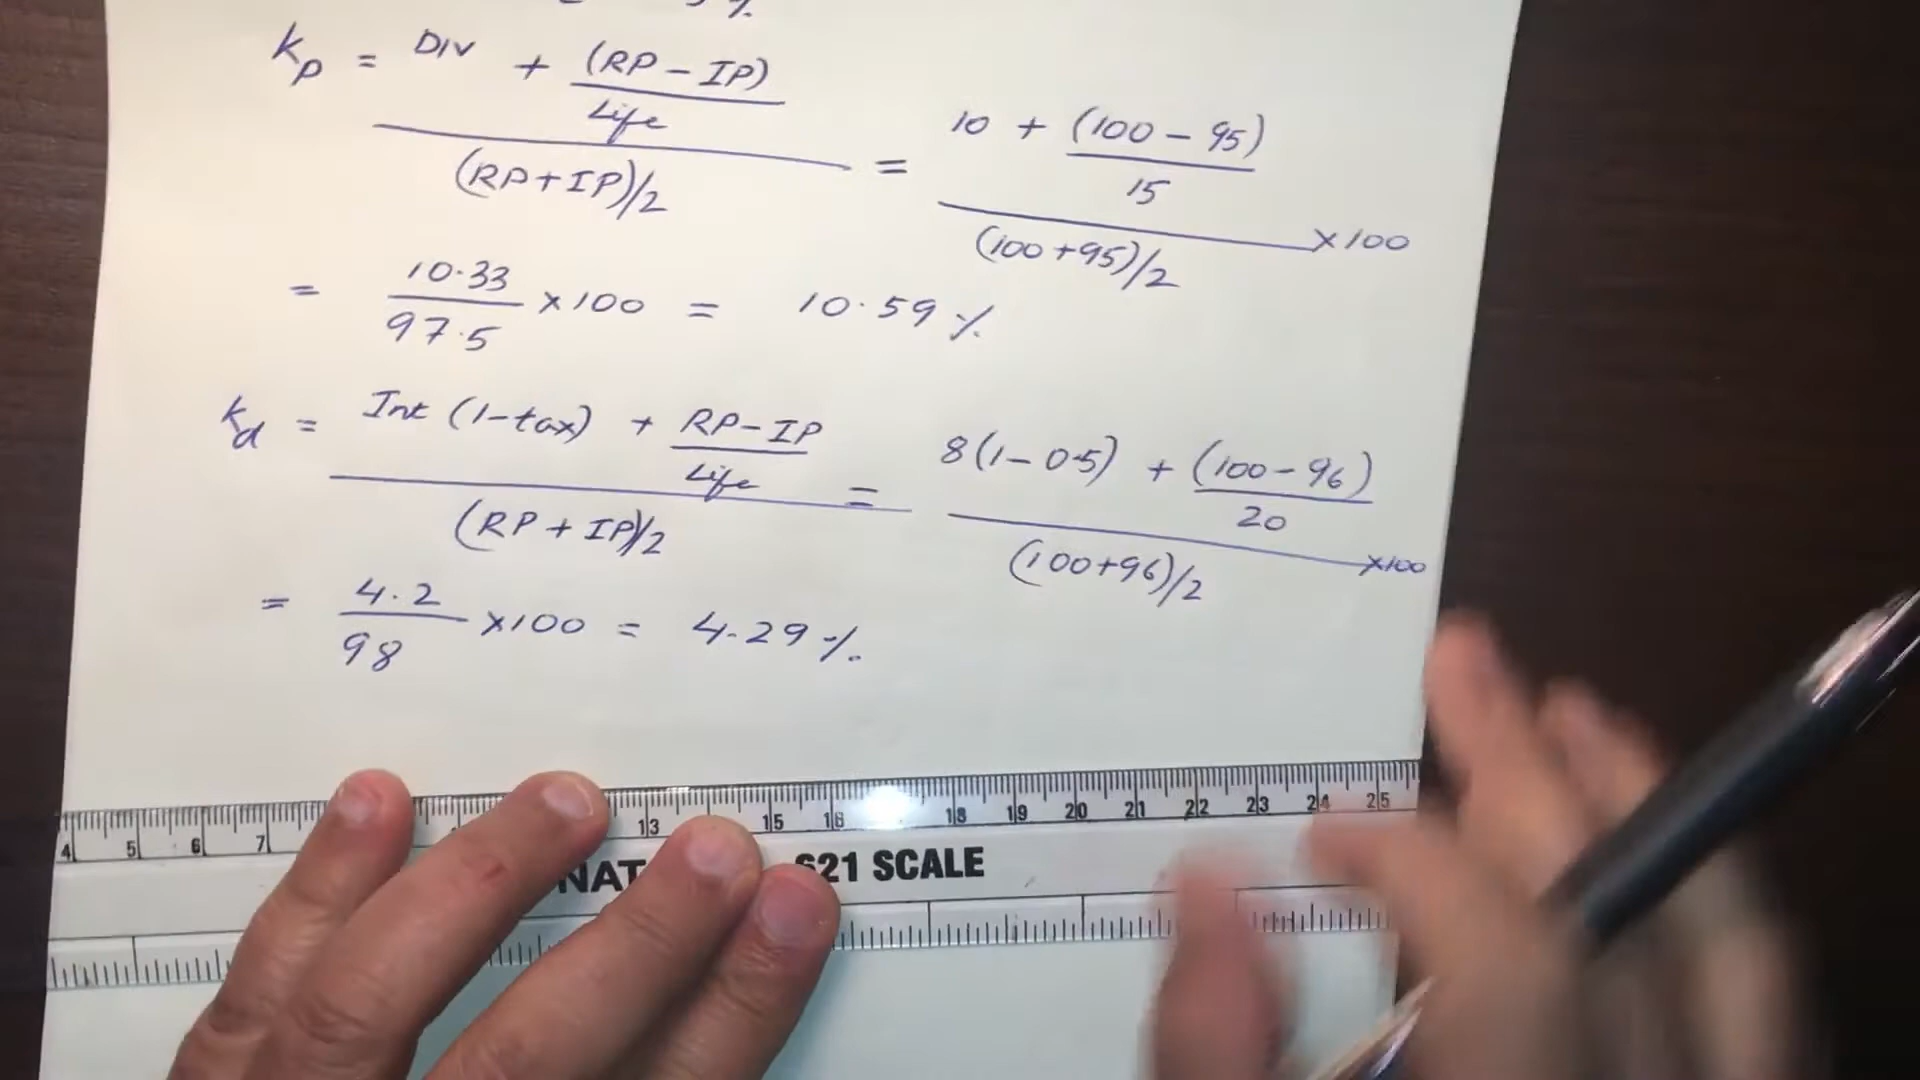 %.
Kp = Div + (RP - IP) / Life
(RP+IP)/2
= 10 + (100 - 95) / 15
(100+95)/2 ×100
= 10.33 / 97.5 ×100 = 10.59 %.
Kd = Int (1-tax) + RP-IP / Life
(RP + IP)/2
= 8(1-0.5) + (100-96) / 20
(100+96)/2 ×100
= 4.2 / 98 ×100 = 4.29 %.
4 5 6 7 13 15 16 18 19 20 21 22 23 24 25
621 SCALE